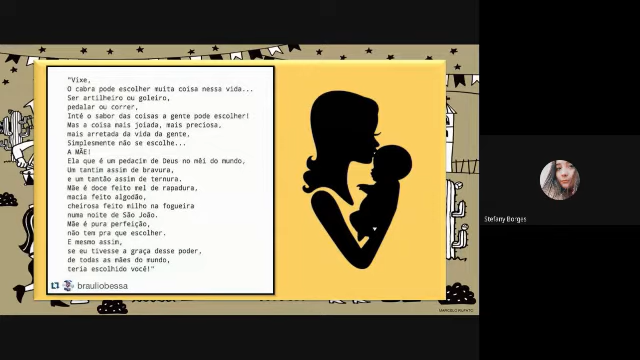 "Vixe,
O cabra pode escolher muita coisa nessa vida...
Ser artilheiro ou goleiro,
pedalar ou correr,
Inté o sabor das coisas a gente pode escolher!
Mas a coisa mais joiada, mais preciosa,
mais arretada da vida da gente,
Simplesmente não se escolhe...
A MÃE!
Ela que é um pedacim de Deus no mêi do mundo,
Um tantim assim de bravura,
e um tantão assim de ternura.
Mãe é doce feito mel de rapadura,
macia feito algodão,
cheirosa feito milho na fogueira
numa noite de São João.
Mãe é pura perfeição,
não tem pra que escolher.
E mesmo assim,
se eu tivesse a graça desse poder,
de todas as mães do mundo,
teria escolhido você!"
brauliobessa
Stefany Borges